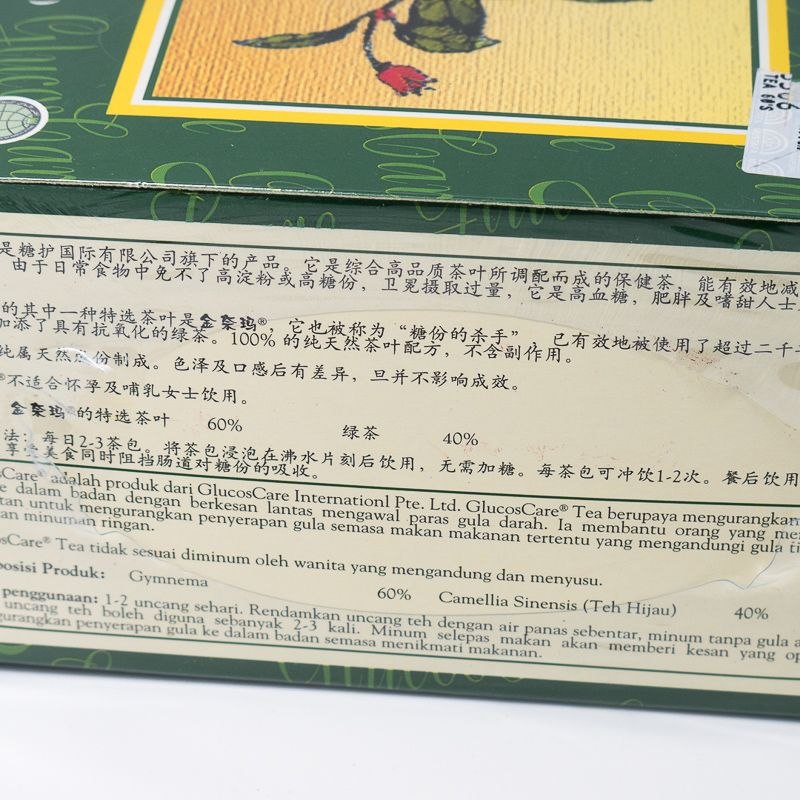 5506
TEA 60'S
是糖护国际有限公司旗下的产品。它是综合高品质茶叶所调配而成的保健茶，能有效地减
由于日常食物中免不了高淀粉或高糖份，卫冕摄取过量，它是高血糖，肥胖及嗜甜人士
的其中一种特选茶叶是金奈玛®，它也被称为“糖份的杀手”，已有效地被使用了超过二千
加添了具有抗氧化的绿茶。100% 的纯天然茶叶配方，不含副作用。
纯属天然成份制成。色泽及口感后有差异，旦并不影响成效。
不适合怀孕及哺乳女士饮用。
金奈玛®的特选茶叶 60% 绿茶 40%
法：每日2-3茶包。将茶包浸泡在沸水片刻后饮用，无需加糖。每茶包可冲饮1-2次。餐后饮用
享受美食同时阻挡肠道对糖份的吸收。
Care® adalah produk dari GlucosCare Internationl Pte. Ltd. GlucosCare® Tea berupaya mengurangkan
ke dalam badan dengan berkesan lantas mengawal paras gula darah. Ia membantu orang yang
untuk mengurangkan penyerapan gula semasa makan makanan tertentu yang mengandungi gula
minuman ringan.
Care® Tea tidak sesuai diminum oleh wanita yang mengandung dan menyusu.
Produk: Gymnema 60% Camellia Sinensis (Teh Hijau) 40%
penggunaan: 1-2 uncang sehari. Rendamkan uncang teh dengan air panas sebentar, minum tanpa gula
uncang teh boleh diguna sebanyak 2-3 kali. Minum selepas makan akan memberi kesan yang
penyerapan gula ke dalam badan semasa menikmati makanan.